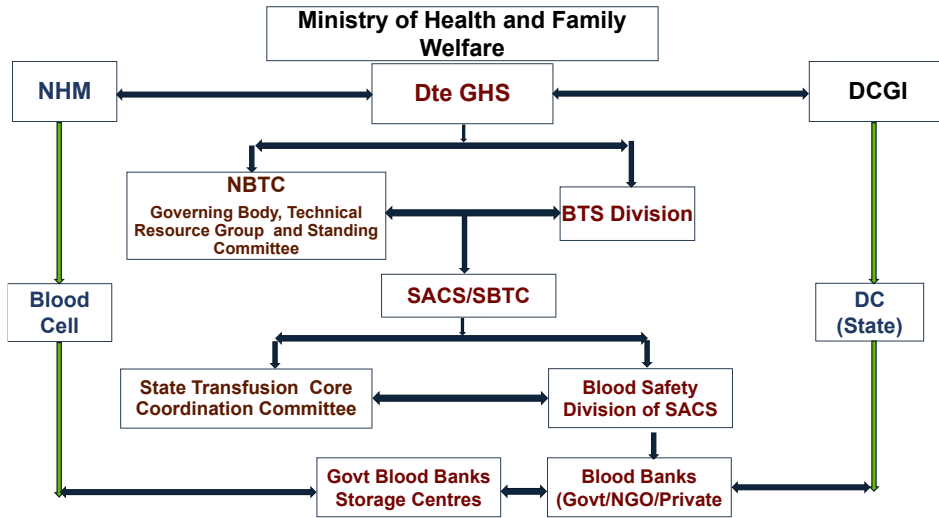 Ministry of Health and Family
Welfare
NHM
Dte GHS
DCGI
NBTC
Governing Body, Technical
Resource Group and Standing
Committee
BTS Division
SACS/SBTC
Blood
Cell
DC
(State)
State Transfusion Core
Coordination Committee
Blood Safety
Division of SACS
Govt Blood Banks
Storage Centres
Blood Banks
(Govt/NGO/Private